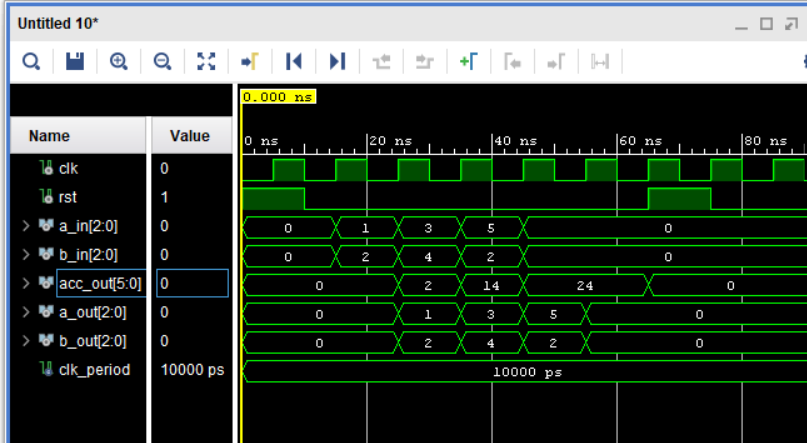 Untitled 10*
0.000 ns
Name Value
0 ns 20 ns 40 ns 60 ns 80 ns
clk 0
rst 1
a_in[2:0] 0 0 1 3 5 0
b_in[2:0] 0 0 2 4 2 0
acc_out[5:0] 0 0 2 14 24 0
a_out[2:0] 0 0 1 3 5 0
b_out[2:0] 0 0 2 4 2 0
clk_period 10000 ps 10000 ps